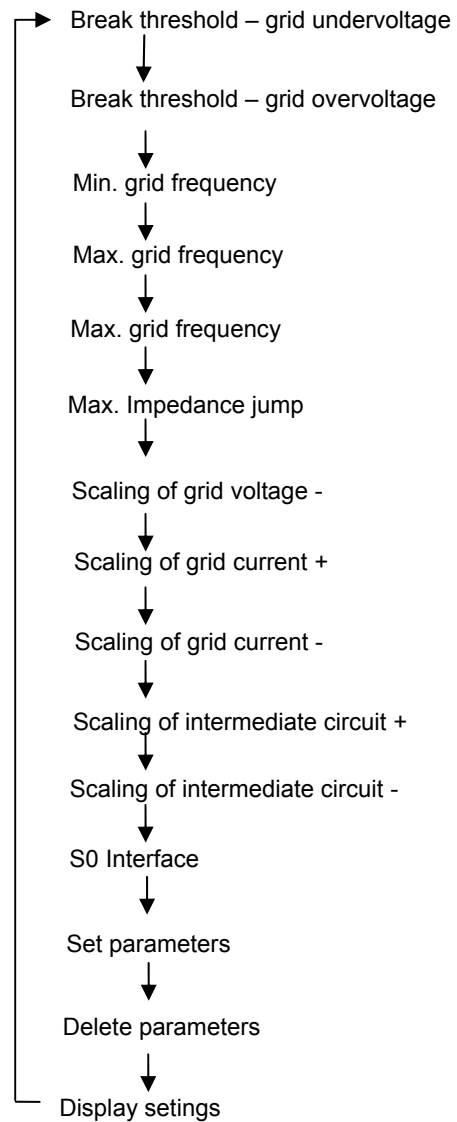 Break threshold – grid undervoltage
Break threshold – grid overvoltage
Min. grid frequency
Max. grid frequency
Max. grid frequency
Max. Impedance jump
Scaling of grid voltage -
Scaling of grid current +
Scaling of grid current -
Scaling of intermediate circuit +
Scaling of intermediate circuit -
S0 Interface
Set parameters
Delete parameters
Display setings